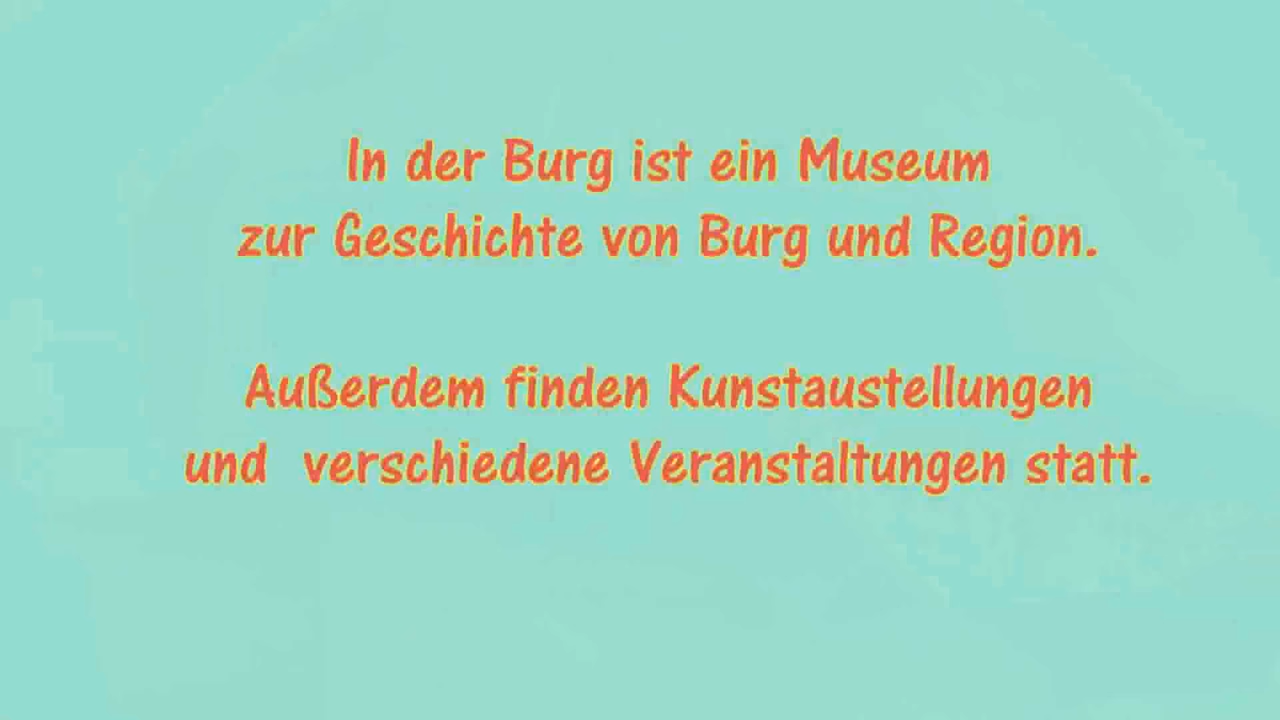 In der Burg ist ein Museum
zur Geschichte von Burg und Region.
Außerdem finden Kunstaustellungen
und  verschiedene Veranstaltungen statt.